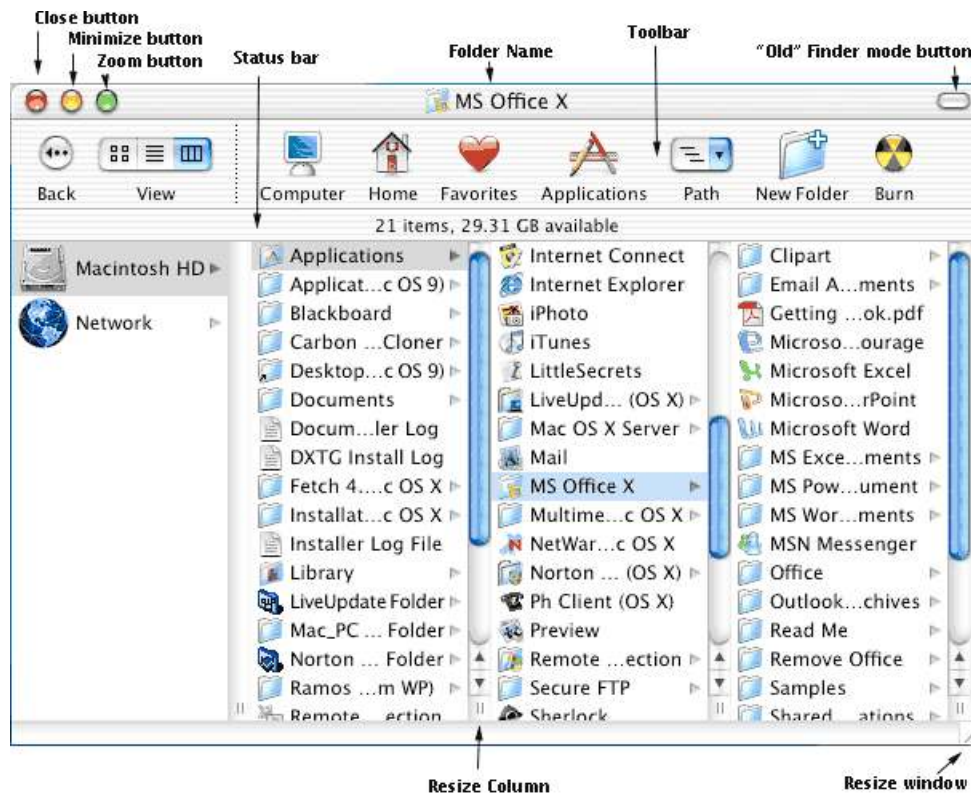 Close button
Minimize button
Zoom button
Status bar
Folder Name
Toolbar
"Old" Finder mode button
MS Office X
Back
View
Computer
Home
Favorites
Applications
Path
New Folder
Burn
21 items, 29.31 GB available
Macintosh HD
Network
Applications
Applicat...c OS 9)
Blackboard
Carbon ...Cloner
Desktop...c OS 9)
Documents
Docum...ler Log
DXTG Install Log
Fetch 4....c OS X
Installat...c OS X
Installer Log File
Library
LiveUpdate Folder
Mac_PC ... Folder
Norton ... Folder
Ramos ...m WP)
Remote ...ection
Internet Connect
Internet Explorer
iPhoto
iTunes
LittleSecrets
LiveUpd... (OS X)
Mac OS X Server
Mail
MS Office X
Multime...c OS X
NetWar...c OS X
Norton ... (OS X)
Ph Client (OS X)
Preview
Remote ...ection
Secure FTP
Sherlock
Clipart
Email A...ments
Getting ...ok.pdf
Microso...ourage
Microsoft Excel
Microso...rPoint
Microsoft Word
MS Exce...ments
MS Pow...ument
MS Wor...ments
MSN Messenger
Office
Outlook...chives
Read Me
Remove Office
Samples
Shared ...ations
Resize Column
Resize window